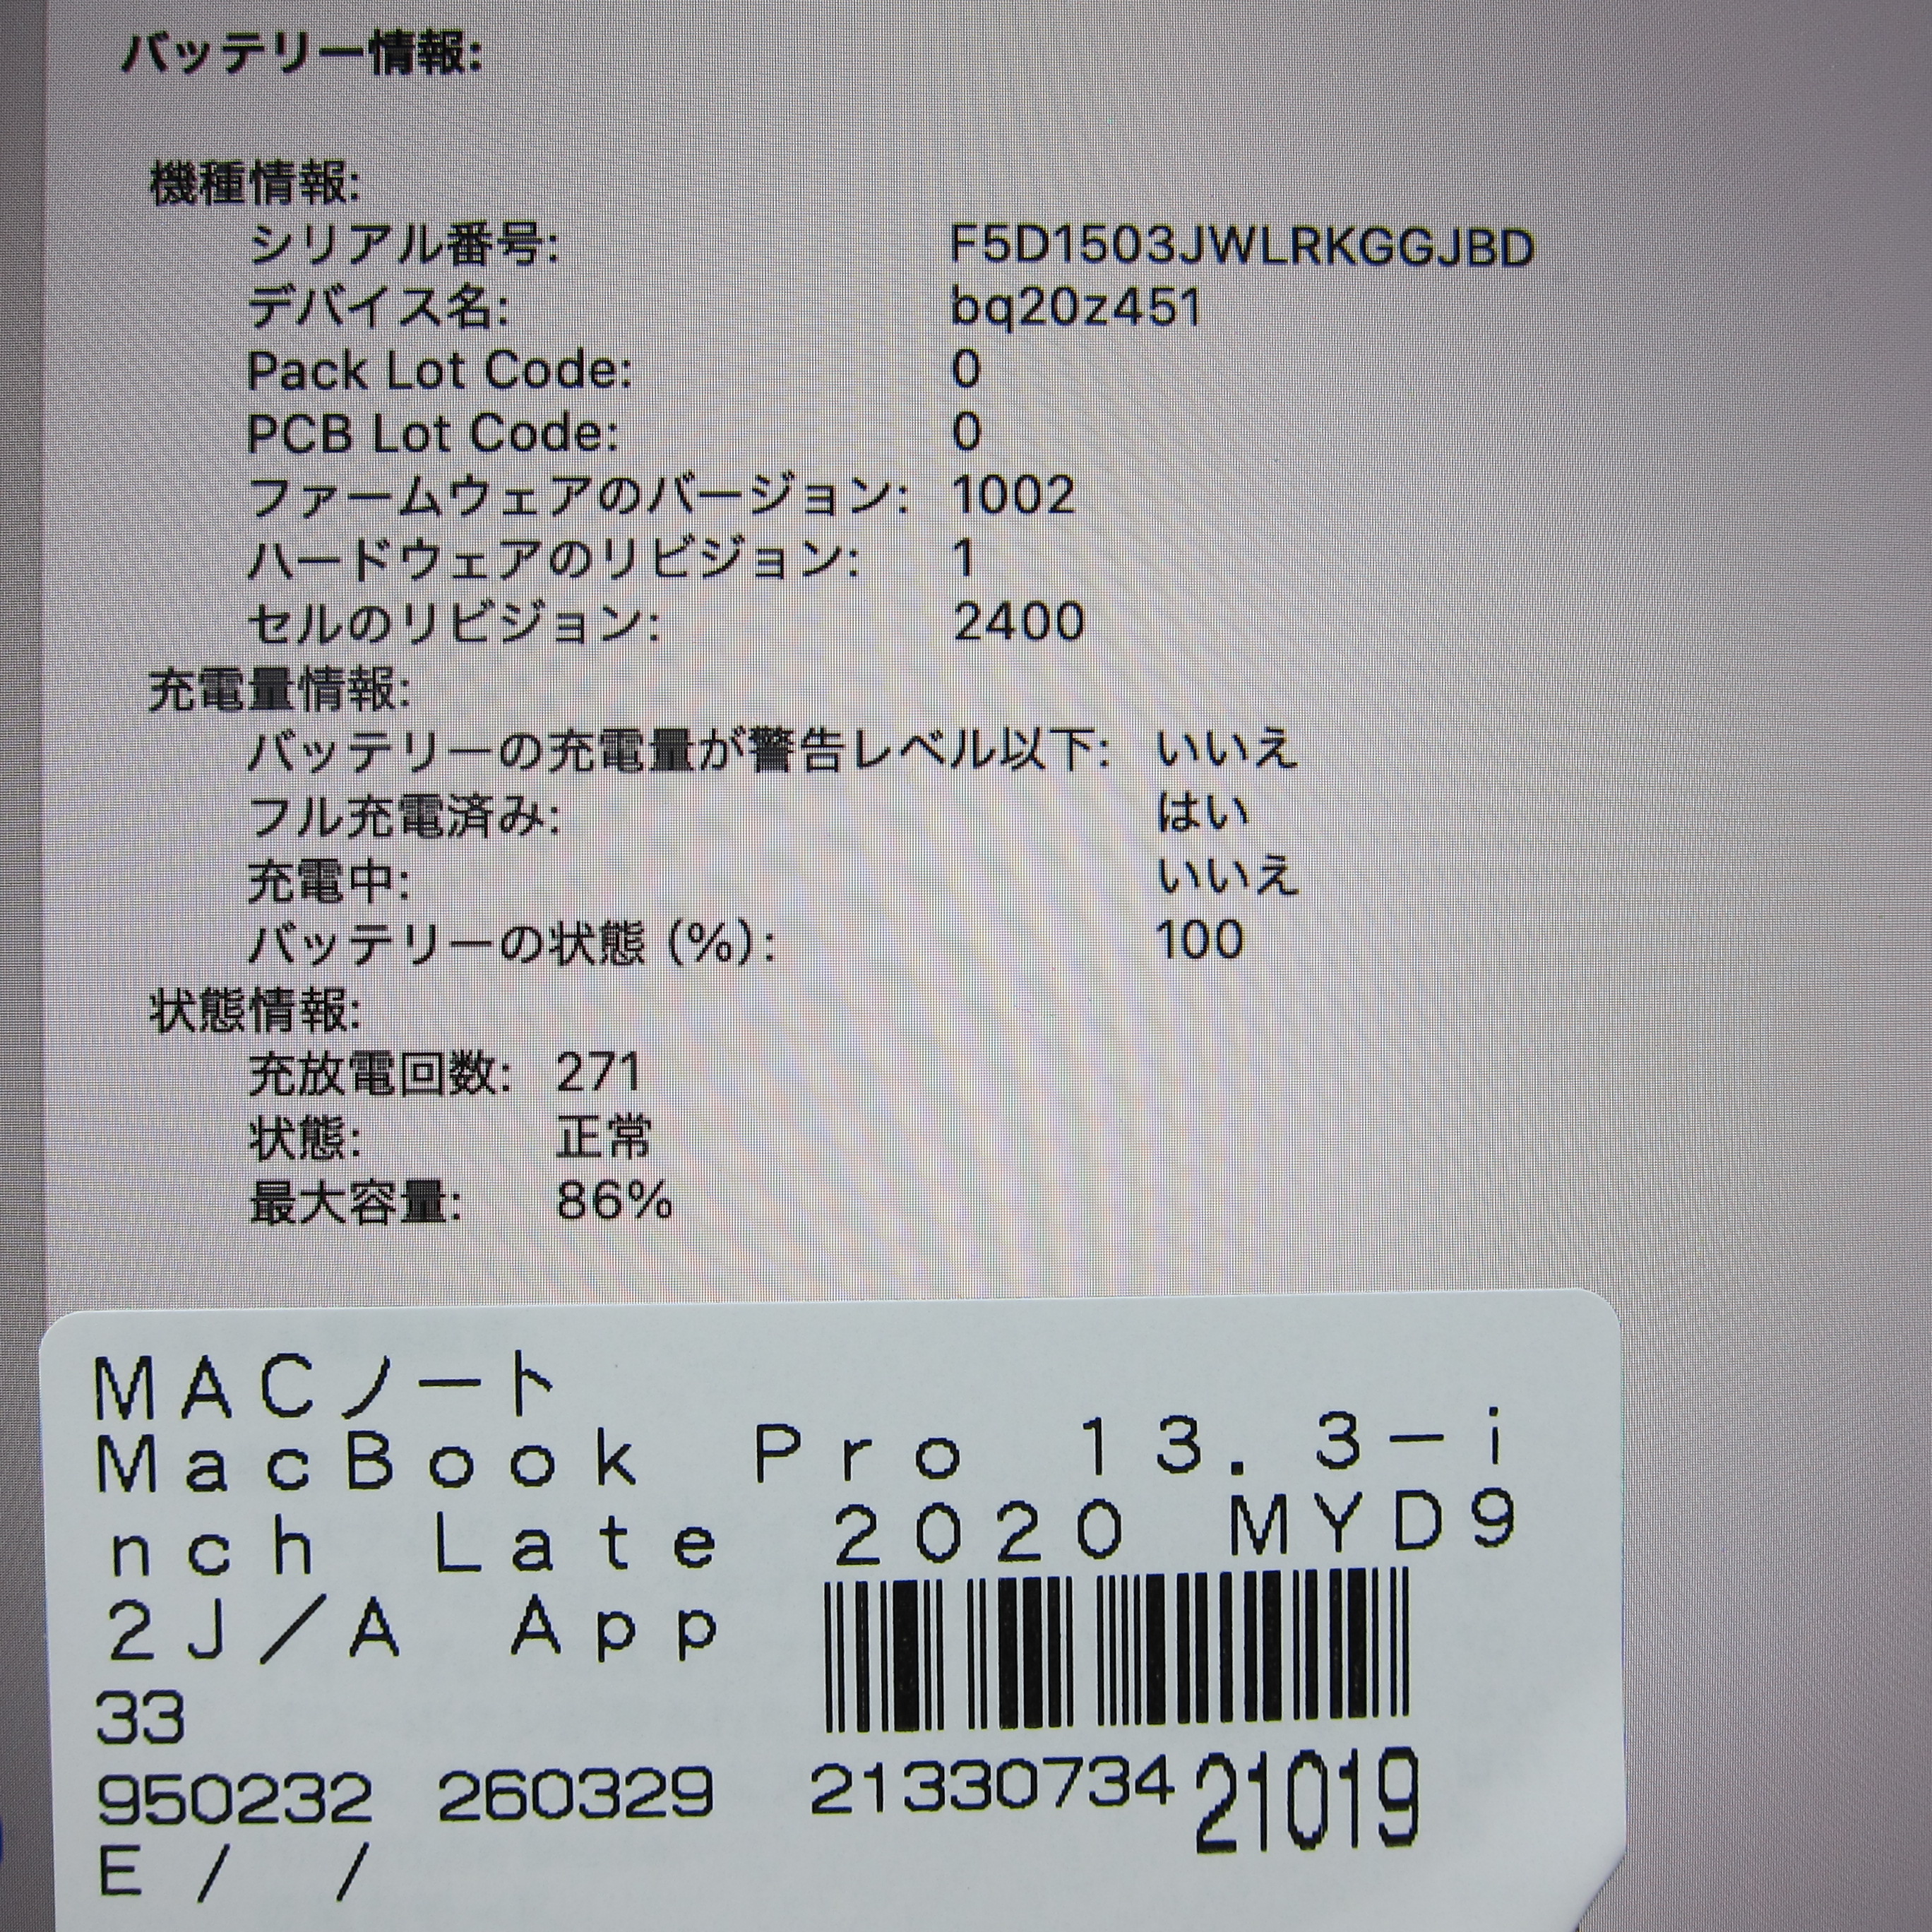 バッテリー情報:
機種情報:
シリアル番号: F5D1503JWLRKGGJBD
デバイス名: bq20z451
Pack Lot Code: 0
PCB Lot Code: 0
ファームウェアのバージョン: 1002
ハードウェアのリビジョン: 1
セルのリビジョン: 2400
充電量情報:
バッテリーの充電量が警告レベル以下: いいえ
フル充電済み: はい
充電中: いいえ
バッテリーの状態 (%): 100
状態情報:
充放電回数: 271
状態: 正常
最大容量: 86%
MACノート
MacBook Pro 13.3-i
nch Late 2020 MYD9
2J/A App
33
950232 260329 2133073421019
E / /